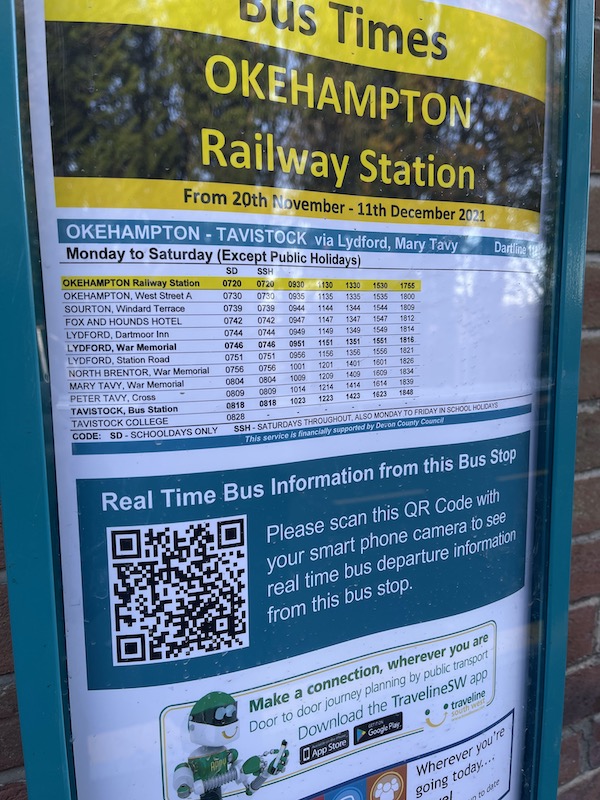 Bus Times
OKEHAMPTON
Railway Station
From 20th November - 11th December 2021
OKEHAMPTON - TAVISTOCK via Lydford, Mary Tavy Dartline
Monday to Saturday (Except Public Holidays)
SD SSH
OKEHAMPTON Railway Station 0720 0720 0930 1130 1330 1530 1755
OKEHAMPTON, West Street A 0730 0730 0935 1135 1335 1535 1800
SOURTON, Windard Terrace 0739 0739 0944 1144 1344 1544 1809
FOX AND HOUNDS HOTEL 0742 0742 0947 1147 1347 1547 1812
LYDFORD, Dartmoor Inn 0744 0744 0949 1149 1349 1549 1814
LYDFORD, War Memorial 0746 0746 0951 1151 1351 1551 1816
LYDFORD, Station Road 0751 0751 0956 1156 1356 1556 1821
NORTH BRENTOR, War Memorial 0756 0756 1001 1201 1401 1601 1826
MARY TAVY, War Memorial 0804 0804 1009 1209 1409 1609 1834
PETER TAVY, Cross 0809 0809 1014 1214 1414 1614 1839
TAVISTOCK, Bus Station 0818 0818 1023 1223 1423 1623 1848
TAVISTOCK COLLEGE 0828 - - - - - -
CODE: SD - SCHOOLDAYS ONLY SSH - SATURDAYS THROUGHOUT, ALSO MONDAY TO FRIDAY IN SCHOOL HOLIDAYS
This service is financially supported by Devon County Council
Real Time Bus Information from this Bus Stop
Please scan this QR Code with
your smart phone camera to see
real time bus departure information
from this bus stop.
Make a connection, wherever you are
Door to door journey planning by public transport
Download the TravelineSW app
App Store
GET IT ON
Google Play
traveline
south west
Wherever you're
going today....
to date